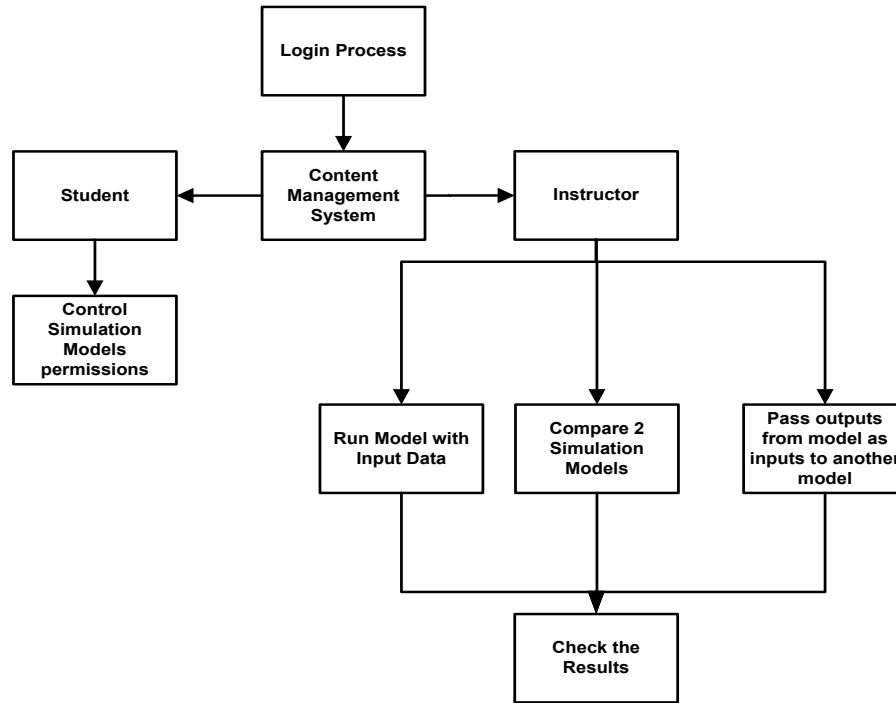 Login Process
Student
Content
Management
System
Instructor
Control
Simulation
Models
permissions
Run Model with
Input Data
Compare 2
Simulation
Models
Pass outputs
from model as
inputs to another
model
Check the
Results